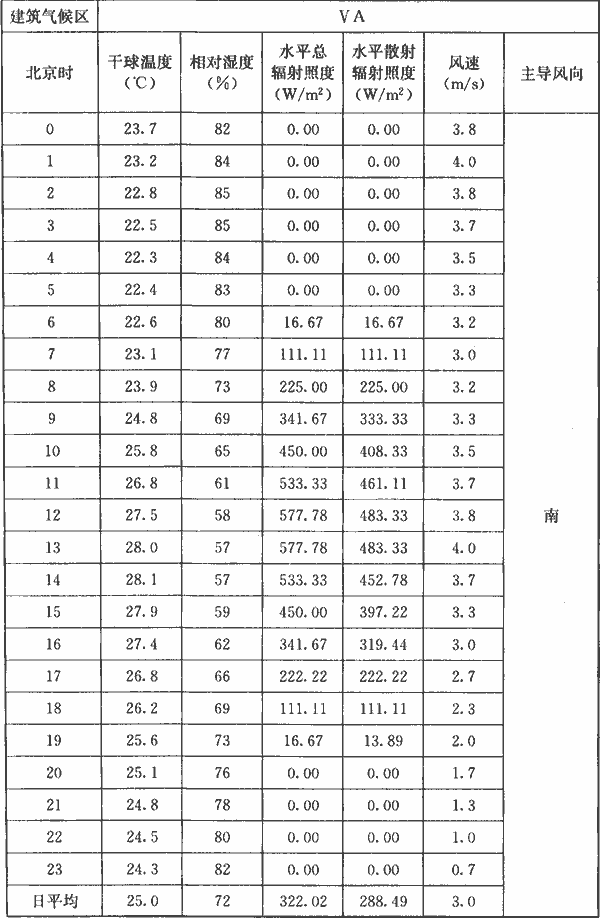 建筑气候区 ⅤA
北京时 干球温度(℃) 相对湿度(%) 水平总辐射照度(W/m²) 水平散射辐射照度(W/m²) 风速(m/s) 主导风向
0 23.7 82 0.00 0.00 3.8
1 23.2 84 0.00 0.00 4.0
2 22.8 85 0.00 0.00 3.8
3 22.5 85 0.00 0.00 3.7
4 22.3 84 0.00 0.00 3.5
5 22.4 83 0.00 0.00 3.3
6 22.6 80 16.67 16.67 3.2
7 23.1 77 111.11 111.11 3.0
8 23.9 73 225.00 225.00 3.2
9 24.8 69 341.67 333.33 3.3
10 25.8 65 450.00 408.33 3.5
11 26.8 61 533.33 461.11 3.7
12 27.5 58 577.78 483.33 3.8 南
13 28.0 57 577.78 483.33 4.0
14 28.1 57 533.33 452.78 3.7
15 27.9 59 450.00 397.22 3.3
16 27.4 62 341.67 319.44 3.0
17 26.8 66 222.22 222.22 2.7
18 26.2 69 111.11 111.11 2.3
19 25.6 73 16.67 13.89 2.0
20 25.1 76 0.00 0.00 1.7
21 24.8 78 0.00 0.00 1.3
22 24.5 80 0.00 0.00 1.0
23 24.3 82 0.00 0.00 0.7
日平均 25.0 72 322.02 288.49 3.0